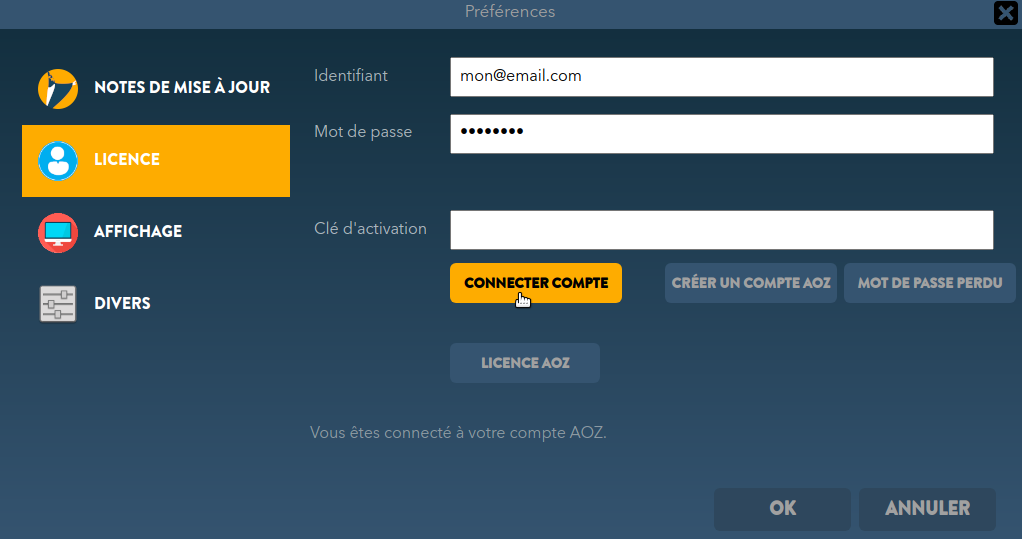 Préférences
NOTES DE MISE À JOUR
LICENCE
AFFICHAGE
DIVERS
Identifiant
mon@email.com
Mot de passe
••••••••
Clé d'activation
CONNECTER COMPTE
CRÉER UN COMPTE AOZ
MOT DE PASSE PERDU
LICENCE AOZ
Vous êtes connecté à votre compte AOZ.
OK
ANNULER